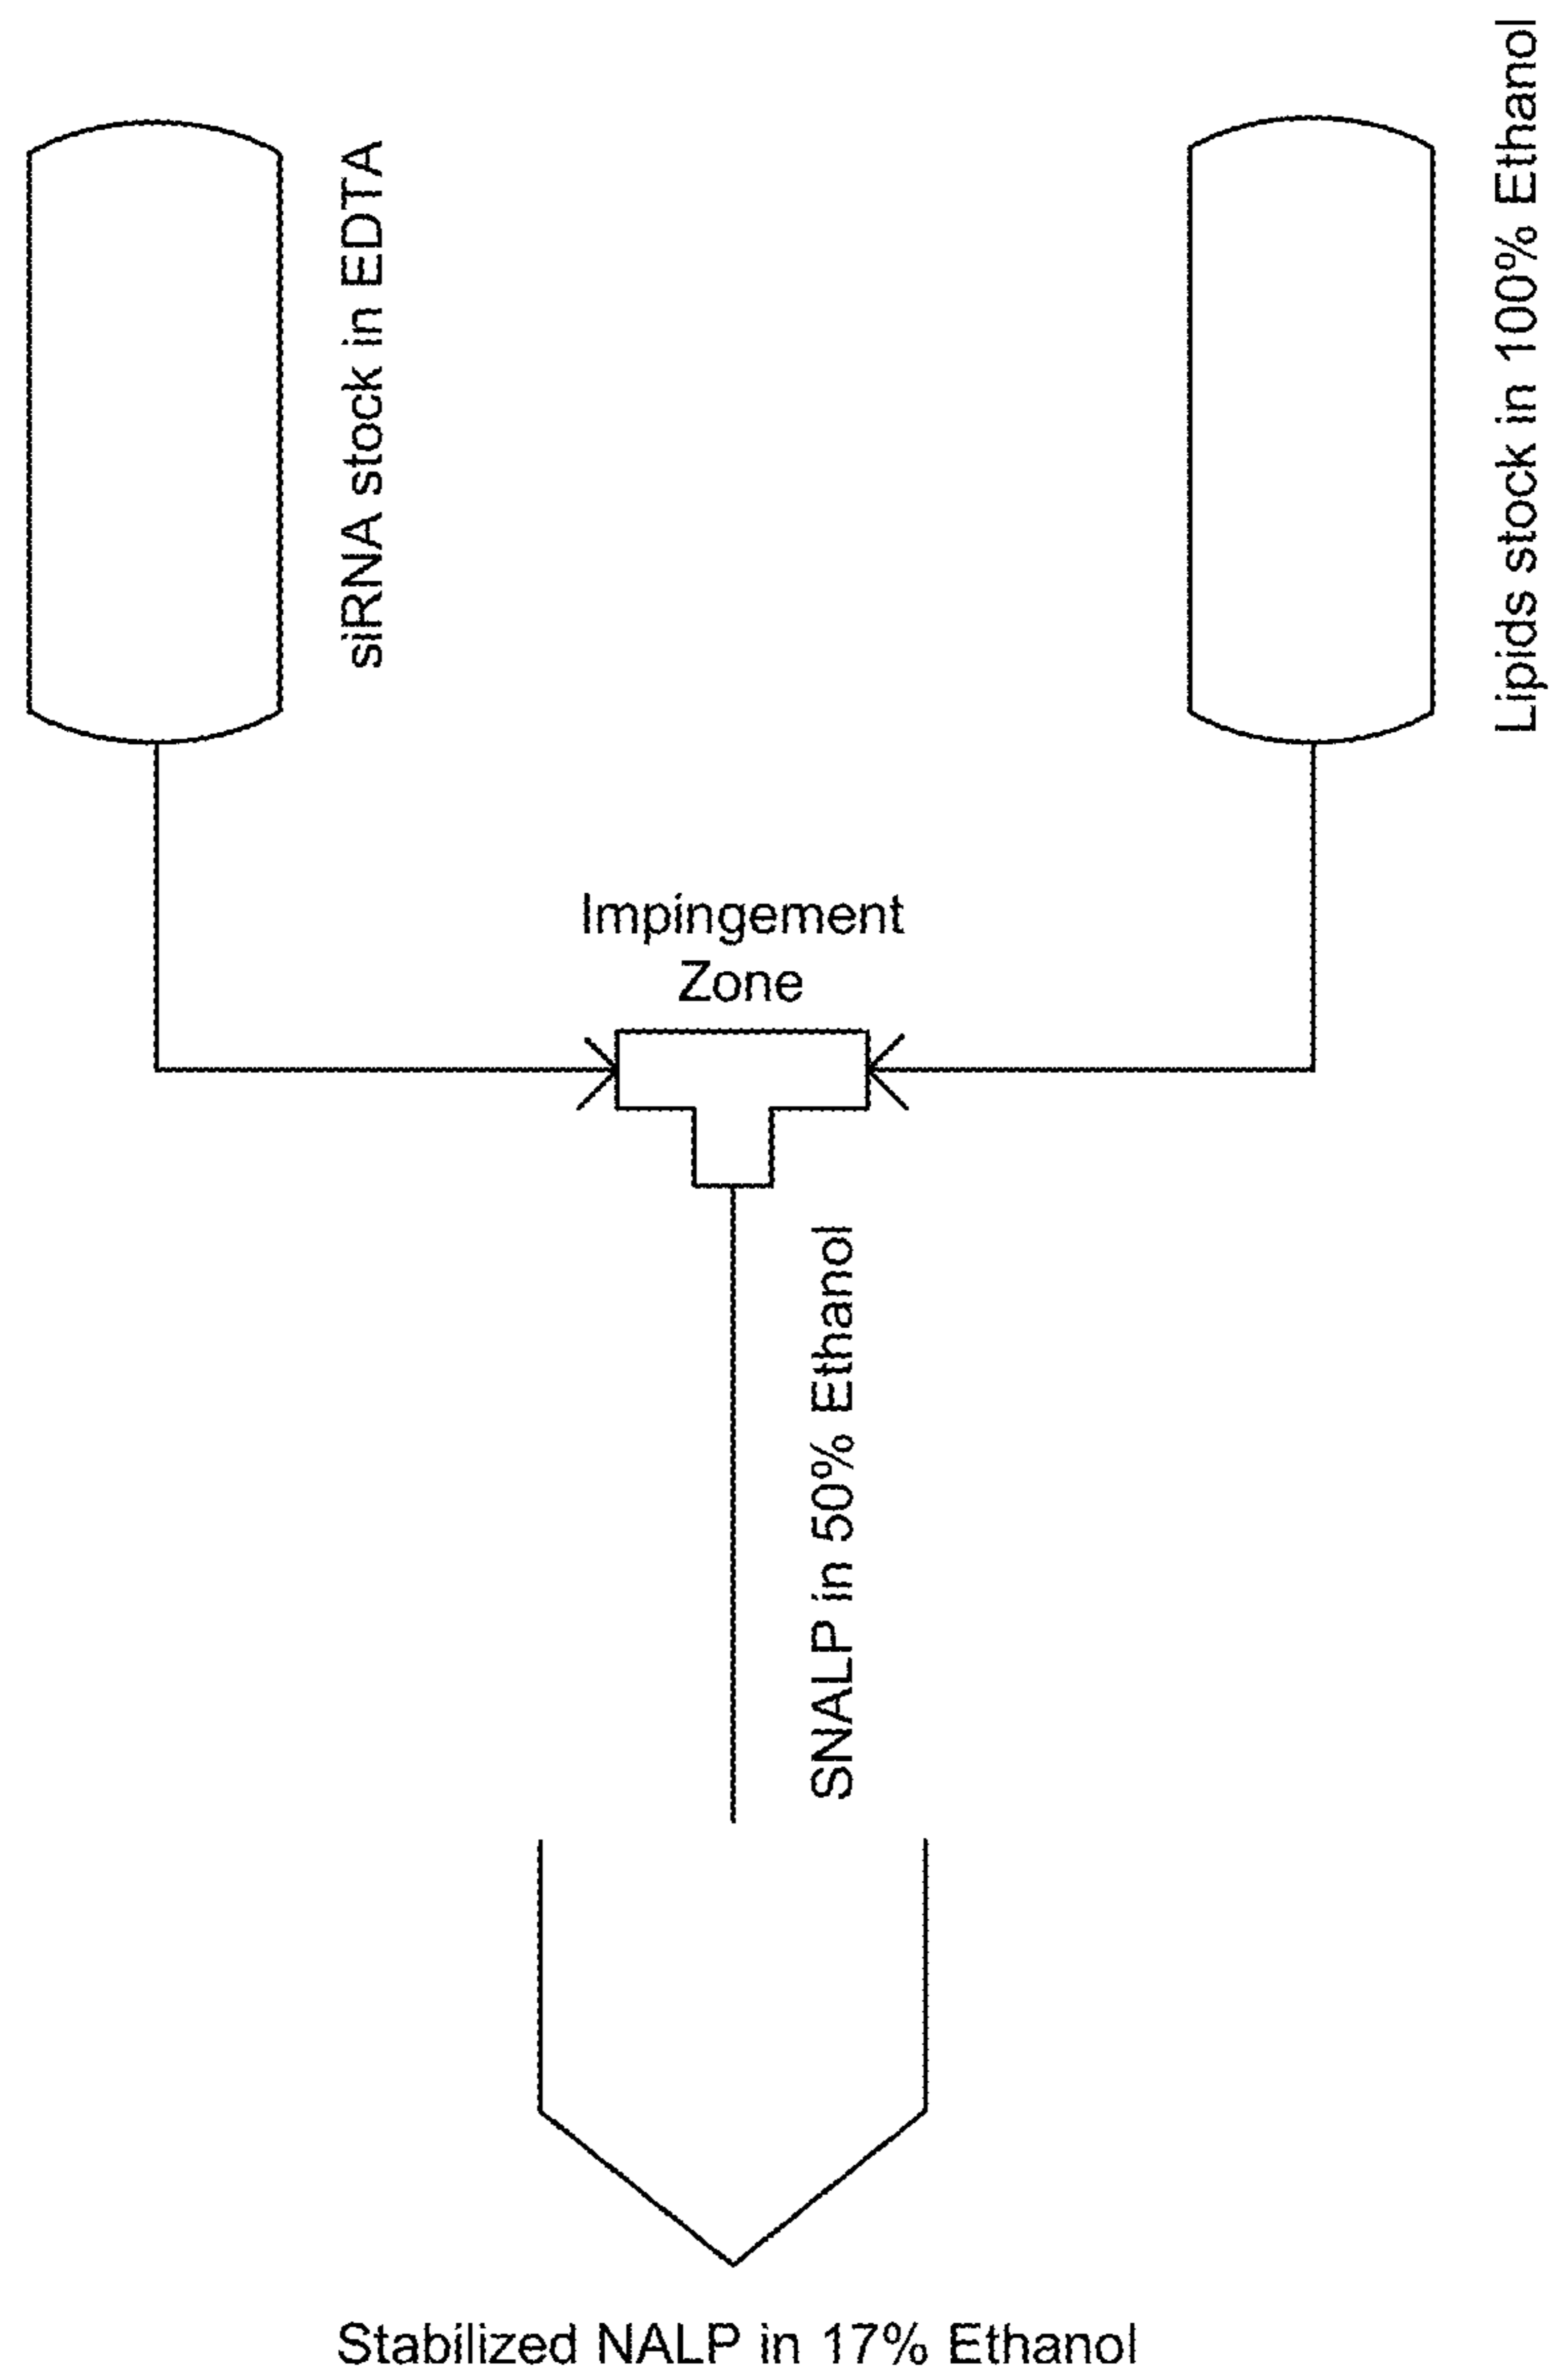 siRNA stock in EDTA
Lipids stock in 100% Ethanol
Impingement
Zone
SNALP in 50% Ethanol
Stabilized NALP in 17% Ethanol